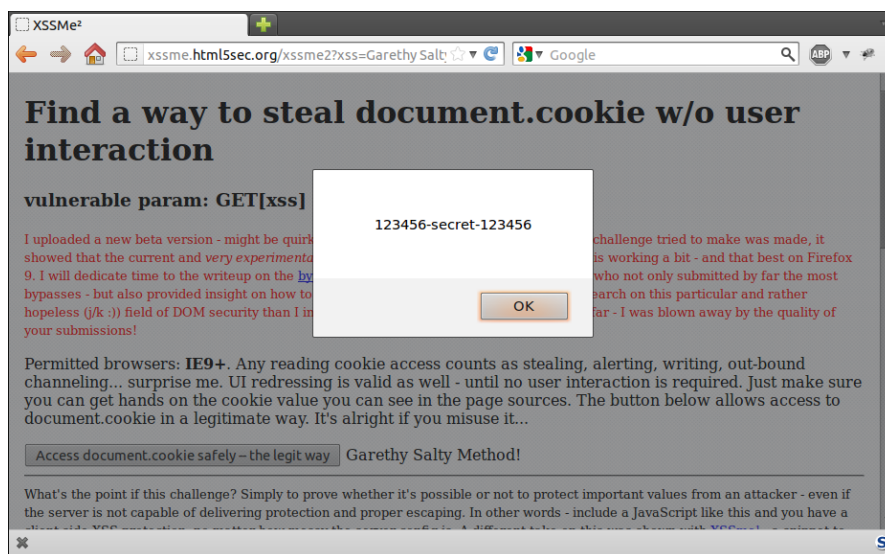 XSSMe²
xssme.html5sec.org/xssme2?xss=Garethy Salt
Google
ABP
Find a way to steal document.cookie w/o user
interaction
vulnerable param: GET[xss]
123456-secret-123456
OK
I uploaded a new beta version - might be quirk challenge tried to make was made, it
showed that the current and very experimenta is working a bit - and that best on Firefox
9. I will dedicate time to the writeup on the by who not only submitted by far the most
bypasses - but also provided insight on how to earch on this particular and rather
hopeless (j/k :)) field of DOM security than I in far - I was blown away by the quality of
your submissions!
Permitted browsers: IE9+. Any reading cookie access counts as stealing, alerting, writing, out-bound
channeling... surprise me. UI redressing is valid as well - until no user interaction is required. Just make sure
you can get hands on the cookie value you can see in the page sources. The button below allows access to
document.cookie in a legitimate way. It's alright if you misuse it...
Access document.cookie safely – the legit way Garethy Salty Method!
What's the point if this challenge? Simply to prove whether it's possible or not to protect important values from an attacker - even if
the server is not capable of delivering protection and proper escaping. In other words - include a JavaScript like this and you have a